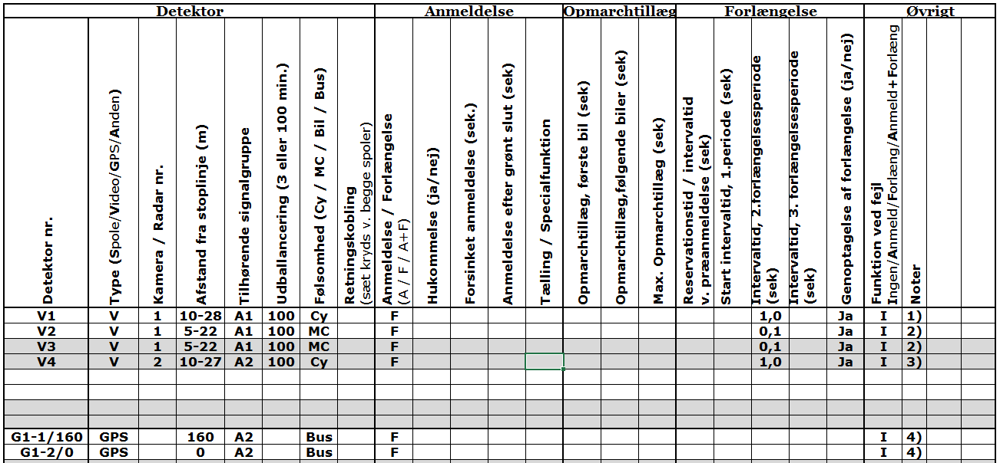 Detektor Anmeldelse Opmarchtillæg Forlængelse Øvrigt
Detektor nr.
Type (Spole/Video/GPS/Anden)
Kamera / Radar nr.
Afstand fra stoplinje (m)
Tilhørende signalgruppe
Udballancering (3 eller 100 min.)
Følsomhed (Cy / MC / Bil / Bus)
Retningskobling
(sæt kryds v. begge spoler)
Anmeldelse / Forlængelse
(A / F / A+F)
Hukommelse (ja/nej)
Forsinket anmeldelse (sek.)
Anmeldelse efter grønt slut (sek)
Tælling / Specialfunktion
Opmarchtillæg, første bil (sek)
Opmarchtillæg,følgende biler (sek)
Max. Opmarchtillæg (sek)
Reservationstid / intervaltid
v. præanmeldelse (sek)
Start intervaltid, 1.periode (sek)
Intervaltid, 2.forlængelsesperiode
(sek)
Intervaltid, 3. forlængelsesperiode
(sek)
Genoptagelse af forlængelse (ja/nej)
Funktion ved fejl
Ingen/Anmeld/Forlæng/Anmeld+Forlæng
Noter
V1 V 1 10-28 A1 100 Cy F 1,0 Ja I 1)
V2 V 1 5-22 A1 100 MC F 0,1 Ja I 2)
V3 V 1 5-22 A1 100 MC F 0,1 Ja I 2)
V4 V 2 10-27 A2 100 Cy F 1,0 Ja I 3)
G1-1/160 GPS 160 A2 Bus F I 4)
G1-2/0 GPS 0 A2 Bus F I 4)